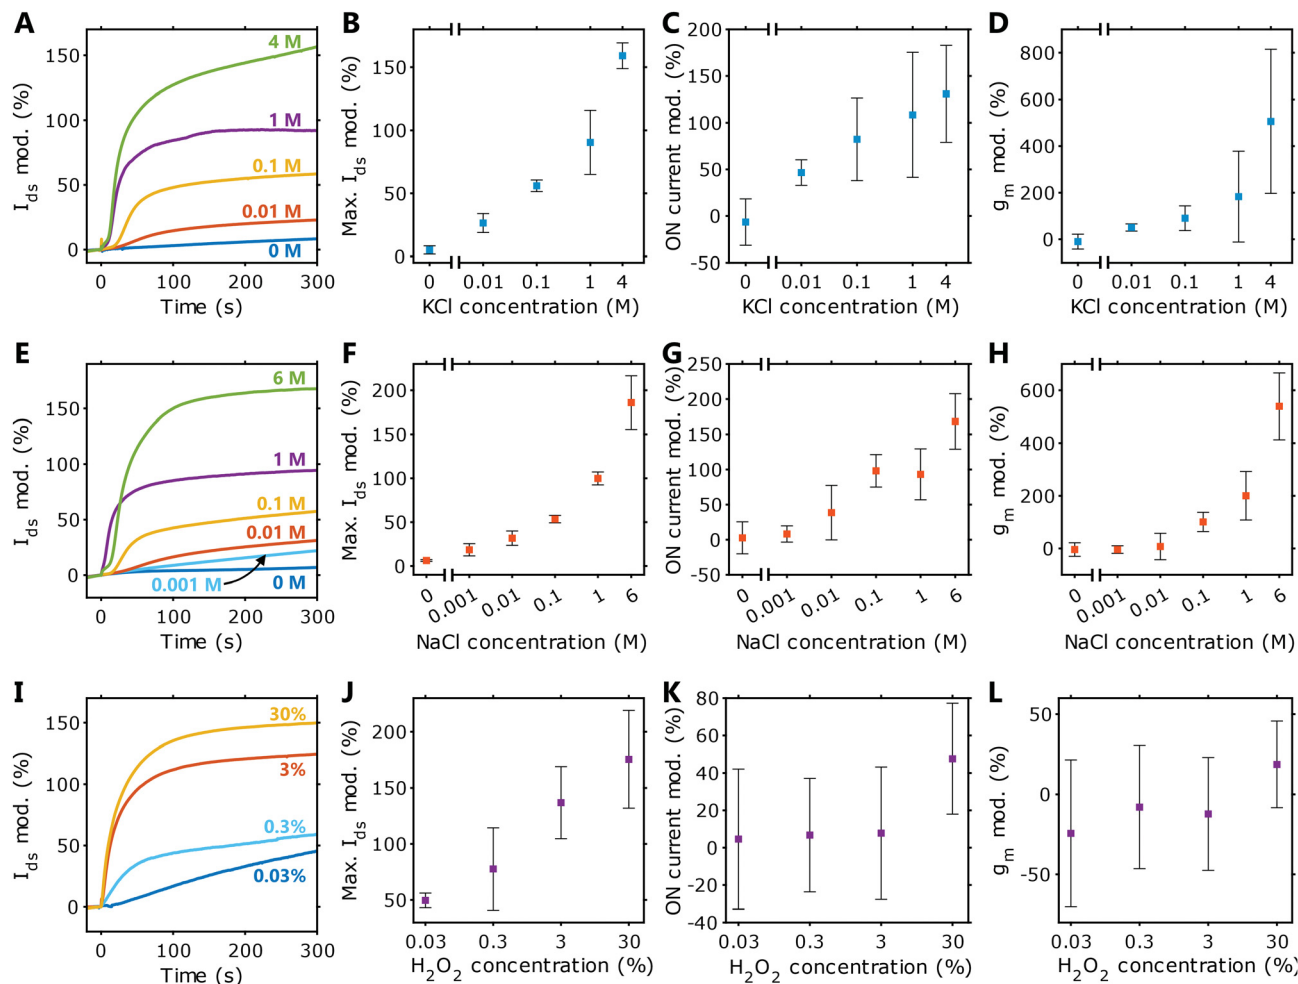 A
I_ds mod. (%)
150
100
50
0
4 M
1 M
0.1 M
0.01 M
0 M
0 100 200 300
Time (s)
B
Max. I_ds mod. (%)
150
100
50
0
0 0.01 0.1 1 4
KCl concentration (M)
C
ON current mod. (%)
200
150
100
50
0
-50
0 0.01 0.1 1 4
KCl concentration (M)
D
g_m mod. (%)
800
600
400
200
0
0 0.01 0.1 1 4
KCl concentration (M)
E
I_ds mod. (%)
150
100
50
0
6 M
1 M
0.1 M
0.01 M
0.001 M
0 M
0 100 200 300
Time (s)
F
Max. I_ds mod. (%)
200
150
100
50
0
0 0.001 0.01 0.1 1 6
NaCl concentration (M)
G
ON current mod. (%)
250
200
150
100
50
0
-50
0 0.001 0.01 0.1 1 6
NaCl concentration (M)
H
g_m mod. (%)
600
400
200
0
0 0.001 0.01 0.1 1 6
NaCl concentration (M)
I
I_ds mod. (%)
150
100
50
0
30%
3%
0.3%
0.03%
0 100 200 300
Time (s)
J
Max. I_ds mod. (%)
200
150
100
50
0.03 0.3 3 30
H₂O₂ concentration (%)
K
ON current mod. (%)
80
60
40
20
0
-20
-40
0.03 0.3 3 30
H₂O₂ concentration (%)
L
g_m mod. (%)
50
0
-50
0.03 0.3 3 30
H₂O₂ concentration (%)